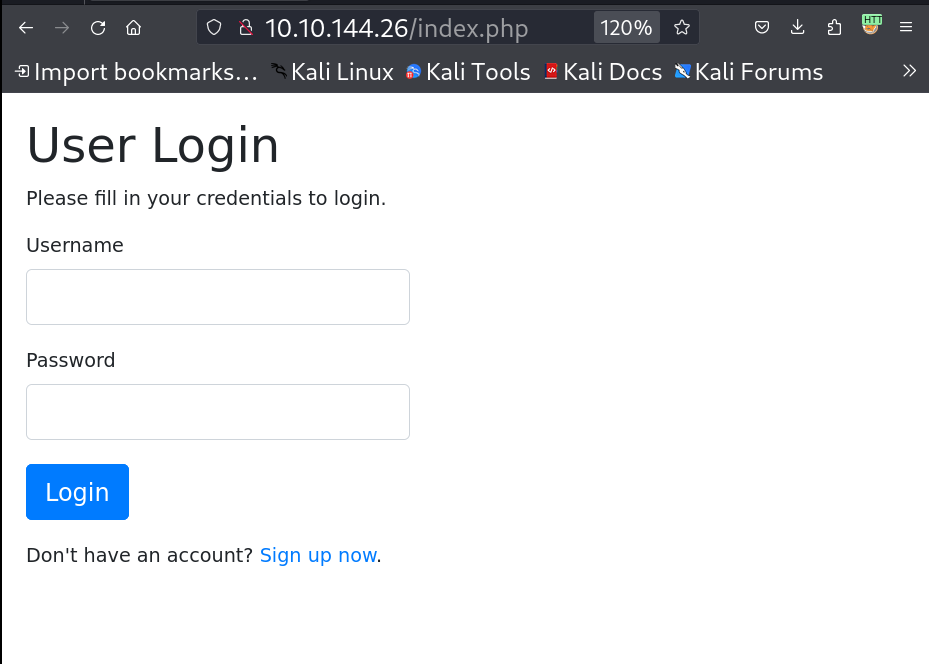 10.10.144.26/index.php 120% HTT
Import bookmarks... Kali Linux Kali Tools Kali Docs Kali Forums
User Login
Please fill in your credentials to login.
Username
Password
Login
Don't have an account? Sign up now.